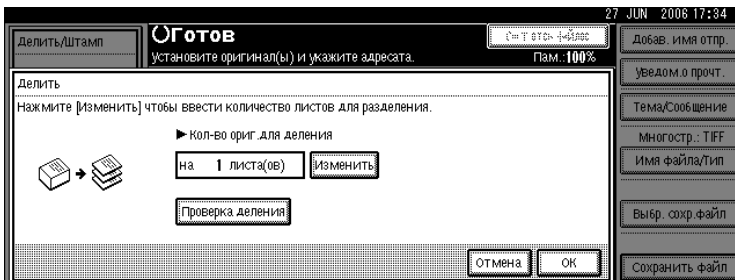 27 JUN 2006 17:34
Делить/Штамп
Готов
Установите оригинал(ы) и укажите адресата.
Пам.:100%
Добав. имя отпр.
Уведом.о прочт.
Тема/Сообщение
Многостр.: TIFF
Имя файла/Тип
Выбр. сохр.файл
Сохранить файл
Делить
Нажмите [Изменить] чтобы ввести количество листов для разделения.
►Кол-во ориг.для деления
на 1 листа(ов) Изменить
Проверка деления
Отмена OK